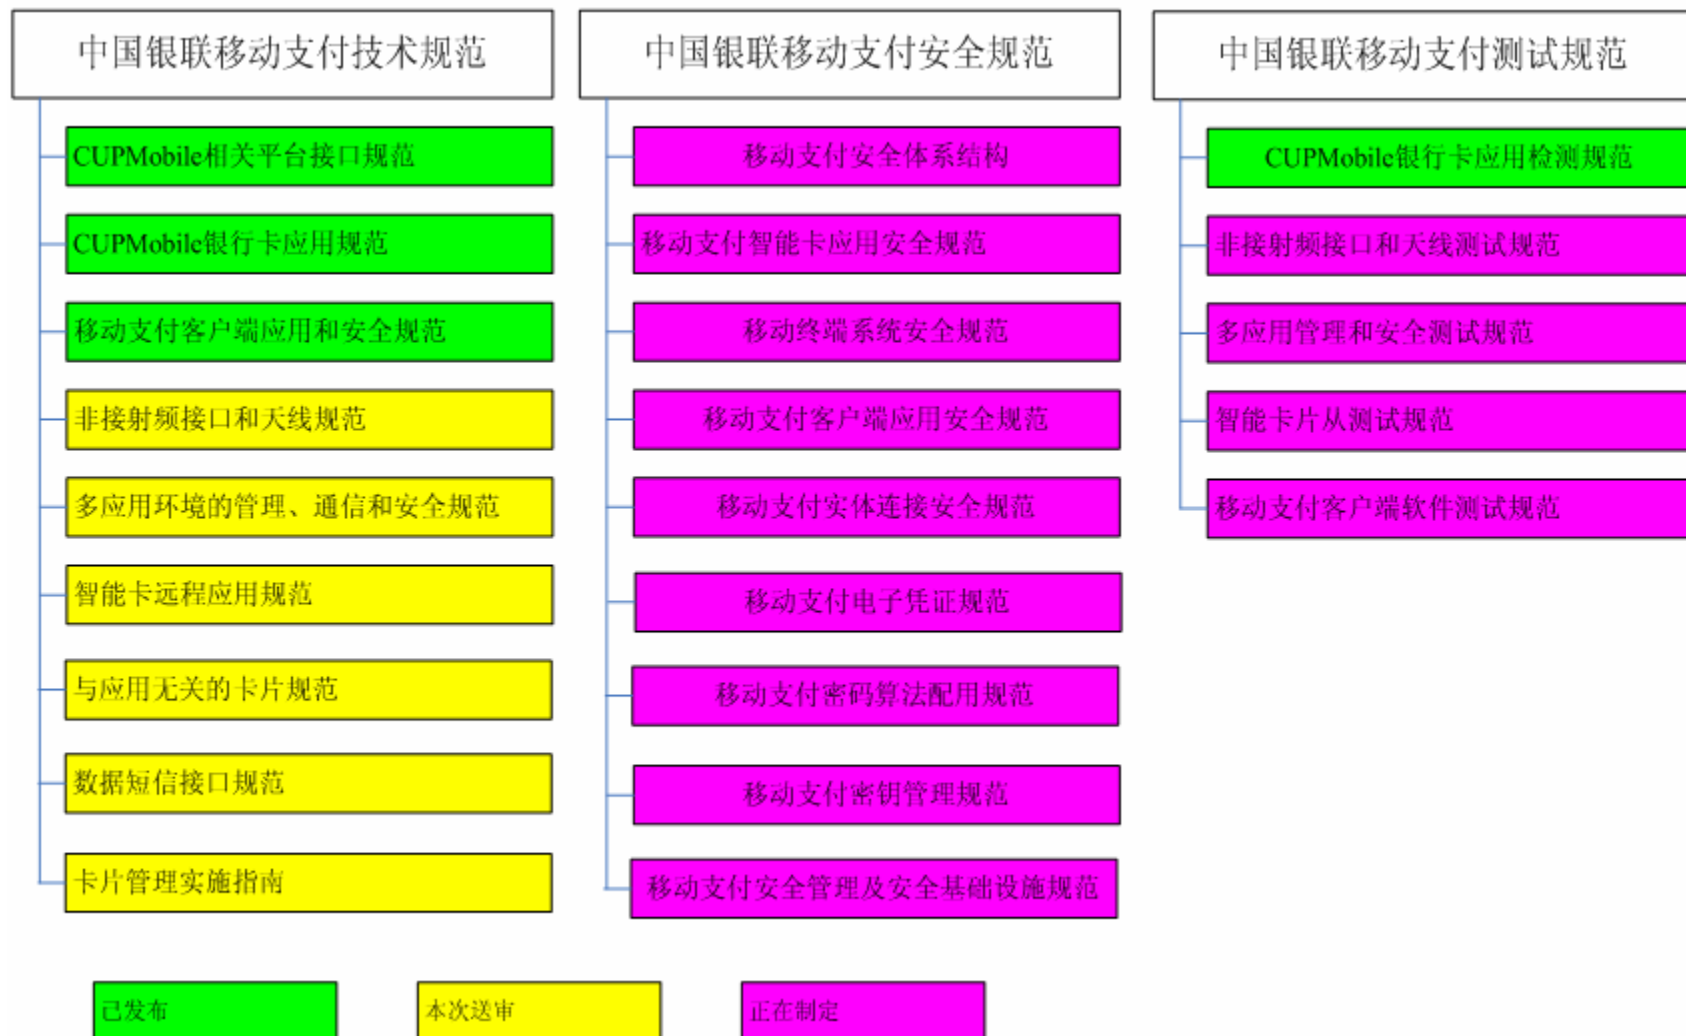 中国银联移动支付技术规范
CUPMobile相关平台接口规范
CUPMobile银行卡应用规范
移动支付客户端应用和安全规范
非接射频接口和天线规范
多应用环境的管理、通信和安全规范
智能卡远程应用规范
与应用无关的卡片规范
数据短信接口规范
卡片管理实施指南
中国银联移动支付安全规范
移动支付安全体系结构
移动支付智能卡应用安全规范
移动终端系统安全规范
移动支付客户端应用安全规范
移动支付实体连接安全规范
移动支付电子凭证规范
移动支付密码算法配用规范
移动支付密钥管理规范
移动支付安全管理及安全基础设施规范
中国银联移动支付测试规范
CUPMobile银行卡应用检测规范
非接射频接口和天线测试规范
多应用管理和安全测试规范
智能卡片从测试规范
移动支付客户端软件测试规范
已发布
本次送审
正在制定